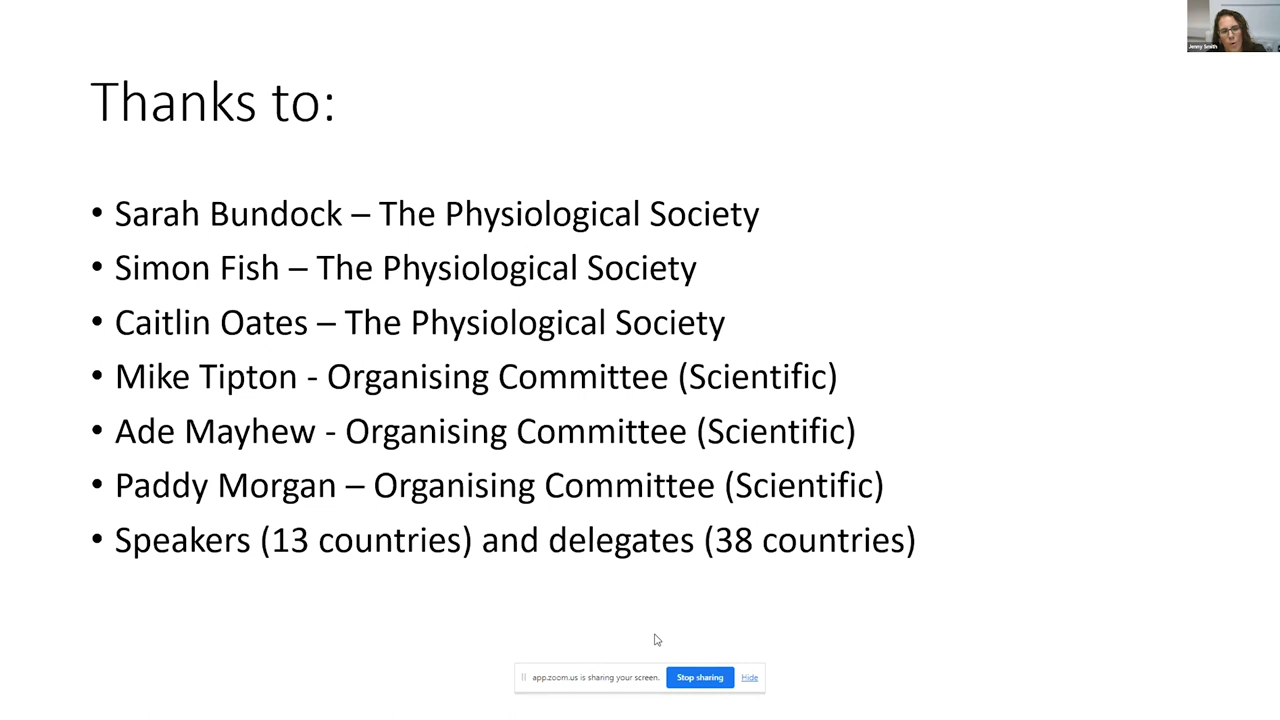 Jenny Smith
Thanks to:
• Sarah Bundock – The Physiological Society
• Simon Fish – The Physiological Society
• Caitlin Oates – The Physiological Society
• Mike Tipton - Organising Committee (Scientific)
• Ade Mayhew - Organising Committee (Scientific)
• Paddy Morgan – Organising Committee (Scientific)
• Speakers (13 countries) and delegates (38 countries)
app.zoom.us is sharing your screen. Stop sharing Hide